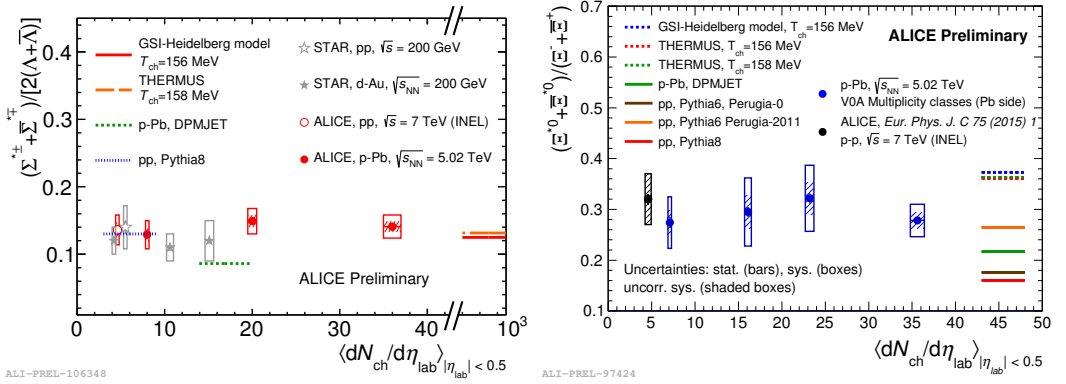 (Σ*± + Σ̅*∓)/[2(Λ+Λ̅)]
0.4
0.3
0.2
0.1
GSI-Heidelberg model
T_ch=156 MeV
THERMUS
T_ch=158 MeV
p-Pb, DPMJET
pp, Pythia8
STAR, pp, √s = 200 GeV
STAR, d-Au, √s_NN = 200 GeV
ALICE, pp, √s = 7 TeV (INEL)
ALICE, p-Pb, √s_NN = 5.02 TeV
ALICE Preliminary
0 10 20 30 40 10³
⟨dN_ch/dη_lab⟩_|η_lab| < 0.5
ALI-PREL-106348
(Ξ*0+Ξ̅*0)/(Ξ⁻+Ξ̅⁺)
0.7
0.6
0.5
0.4
0.3
0.2
0.1
GSI-Heidelberg model, T_ch=156 MeV
THERMUS, T_ch=156 MeV
THERMUS, T_ch=158 MeV
p-Pb, DPMJET
pp, Pythia6, Perugia-0
pp, Pythia6 Perugia-2011
pp, Pythia8
ALICE Preliminary
p-Pb, √s_NN = 5.02 TeV
V0A Multiplicity classes (Pb side)
ALICE, Eur. Phys. J. C 75 (2015) 1
p-p, √s = 7 TeV (INEL)
Uncertainties: stat. (bars), sys. (boxes)
uncorr. sys. (shaded boxes)
0 5 10 15 20 25 30 35 40 45 50
⟨dN_ch/dη_lab⟩_|η_lab| < 0.5
ALI-PREL-97424